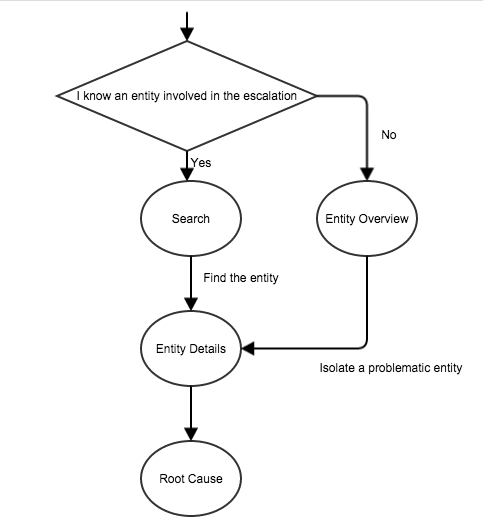 I know an entity involved in the escalation
No
Yes
Search
Entity Overview
Find the entity
Entity Details
Isolate a problematic entity
Root Cause